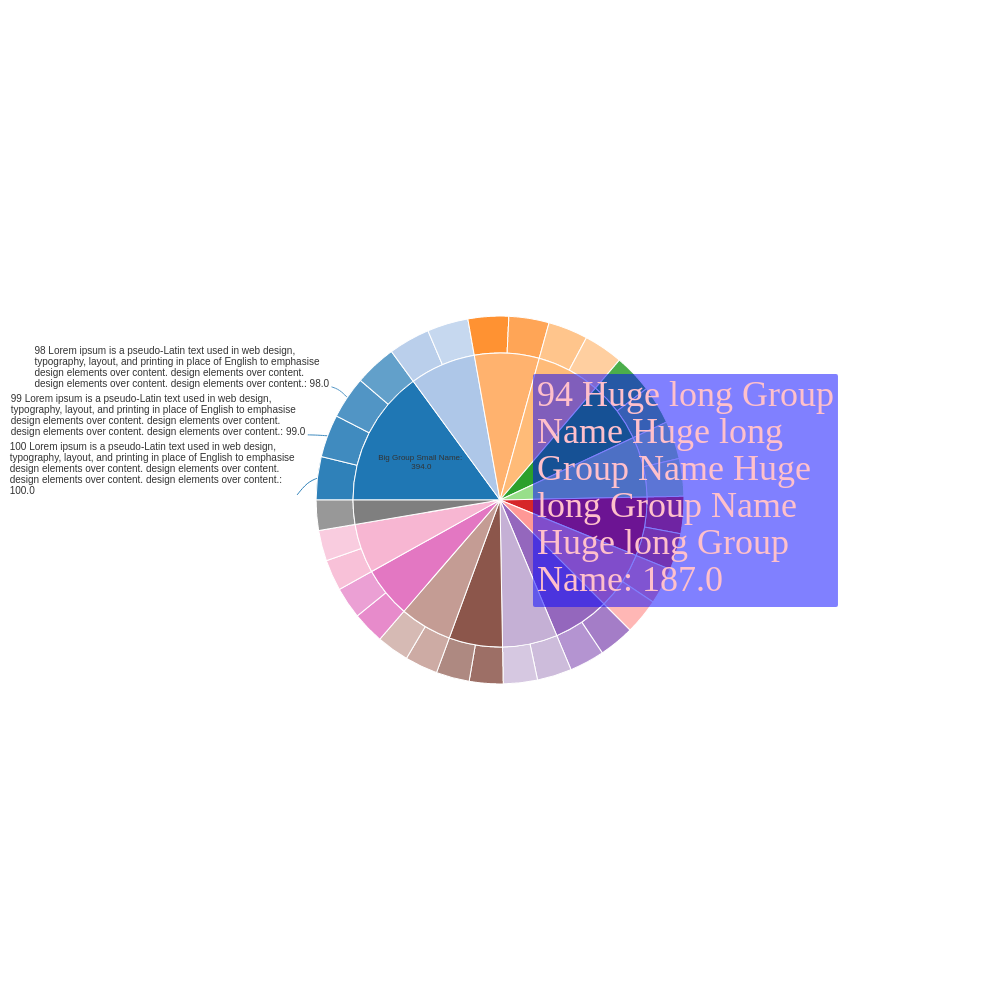 98 Lorem ipsum is a pseudo-Latin text used in web design,
typography, layout, and printing in place of English to emphasise
design elements over content. design elements over content.
design elements over content. design elements over content.: 98.0
99 Lorem ipsum is a pseudo-Latin text used in web design,
typography, layout, and printing in place of English to emphasise
design elements over content. design elements over content.
design elements over content. design elements over content.: 99.0
100 Lorem ipsum is a pseudo-Latin text used in web design,
typography, layout, and printing in place of English to emphasise
design elements over content. design elements over content.
design elements over content. design elements over content.:
100.0
Big Group Small Name:
394.0
94 Huge long Group
Name Huge long
Group Name Huge
long Group Name
Huge long Group
Name: 187.0